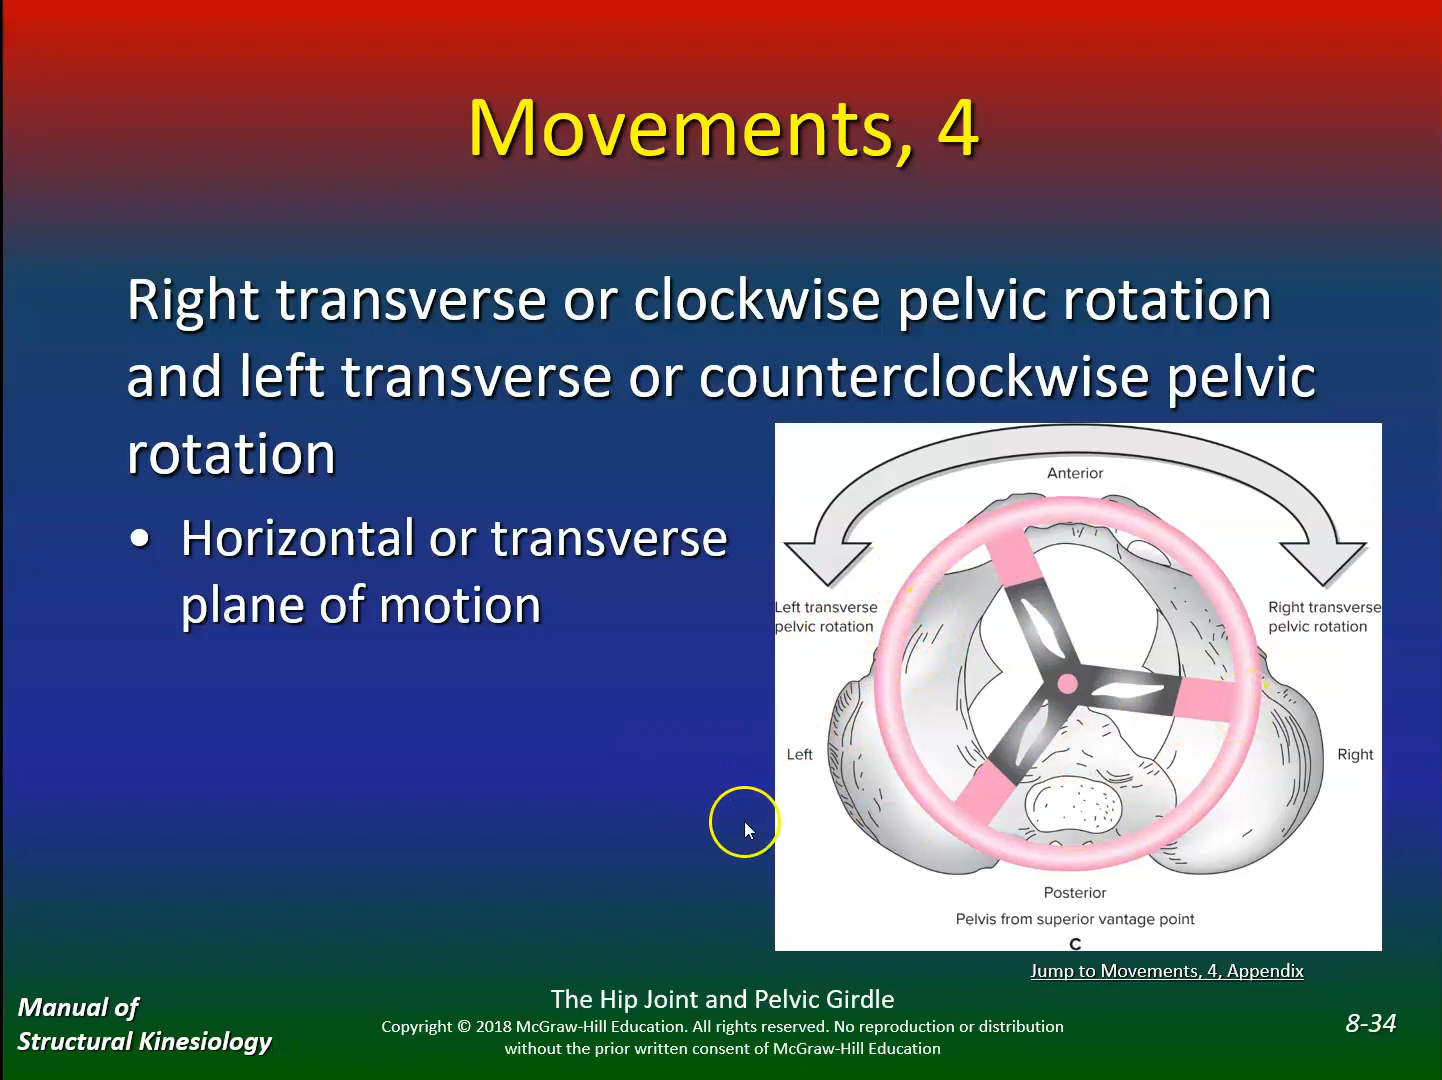 Movements, 4
Right transverse or clockwise pelvic rotation
and left transverse or counterclockwise pelvic
rotation
• Horizontal or transverse
plane of motion
Anterior
Left transverse
pelvic rotation
Right transverse
pelvic rotation
Left
Right
Posterior
Pelvis from superior vantage point
C
Jump to Movements, 4, Appendix
Manual of
Structural Kinesiology
The Hip Joint and Pelvic Girdle
Copyright © 2018 McGraw-Hill Education. All rights reserved. No reproduction or distribution
without the prior written consent of McGraw-Hill Education
8-34